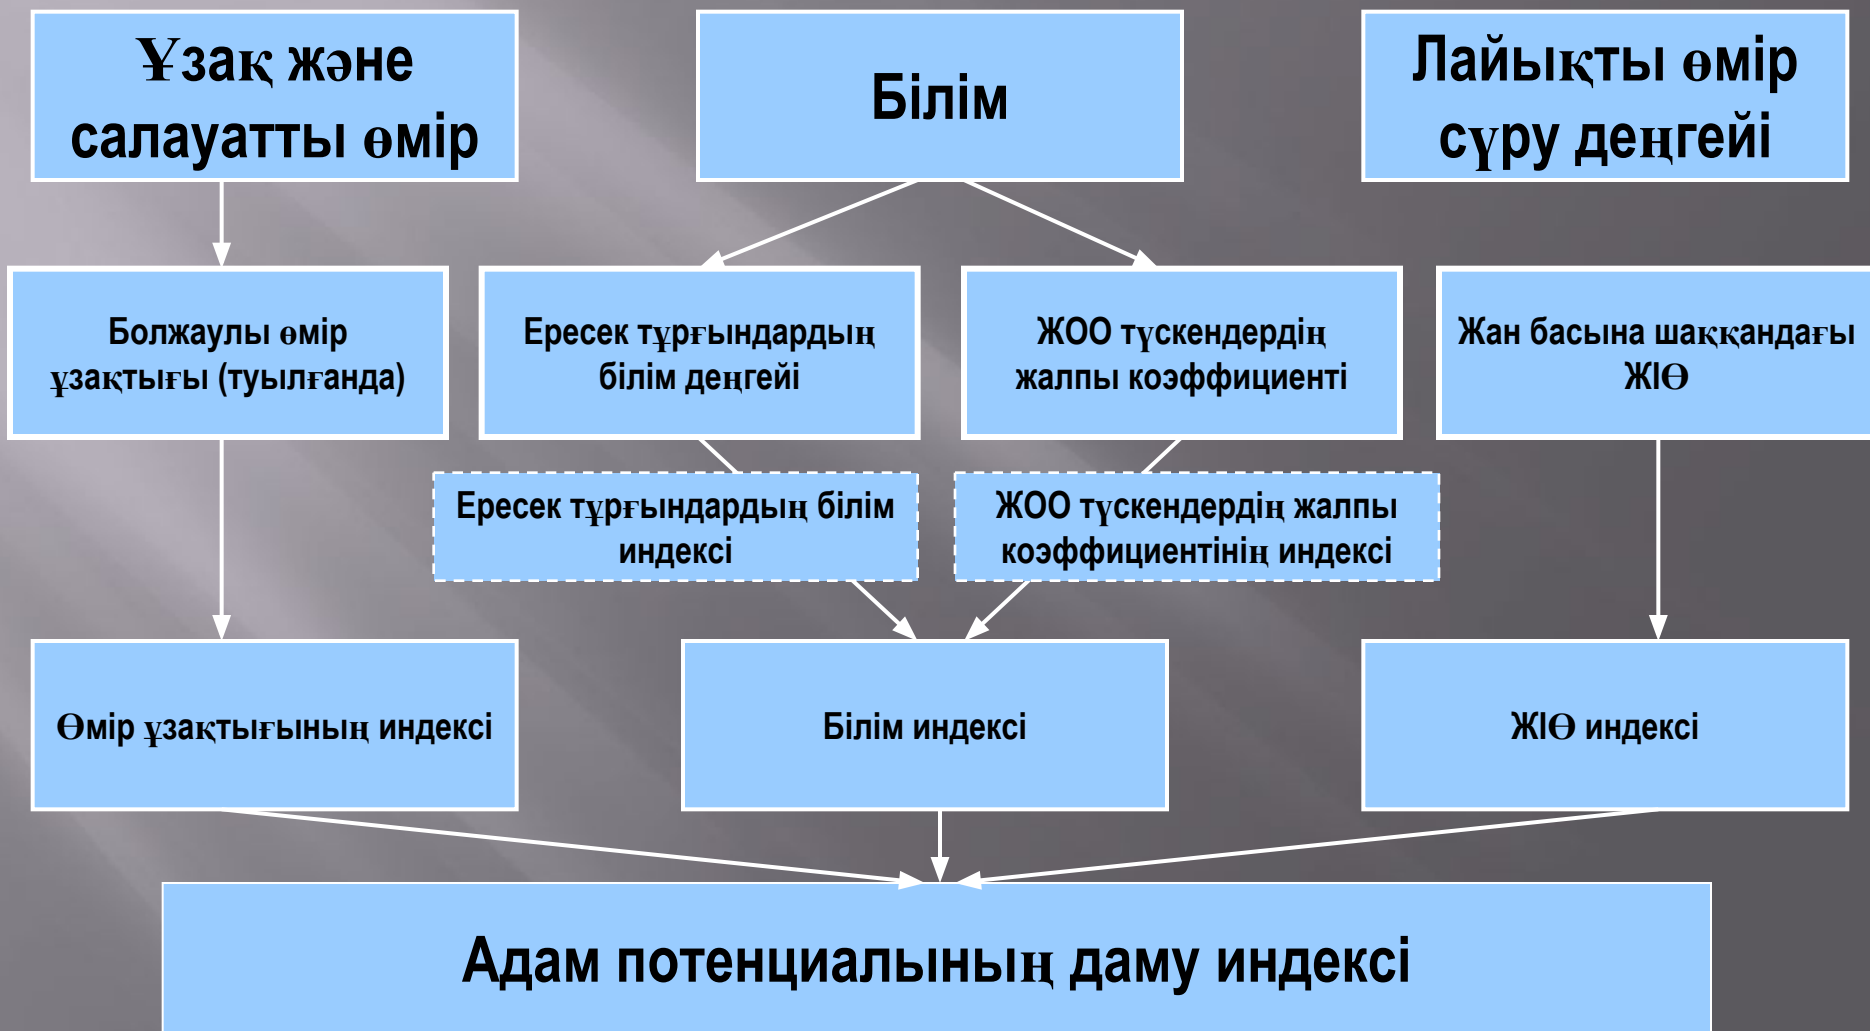 Ұзақ және
салауатты өмір
Білім
Лайықты өмір
сүру деңгейі
Болжаулы өмір
ұзақтығы (туылғанда)
Ересек тұрғындардың
білім деңгейі
ЖОО түскендердің
жалпы коэффициенті
Жан басына шаққандағы
ЖІӨ
Ересек тұрғындардың білім
индексі
ЖОО түскендердің жалпы
коэффициентінің индексі
Өмір ұзақтығының индексі
Білім индексі
ЖІӨ индексі
Адам потенциалының даму индексі